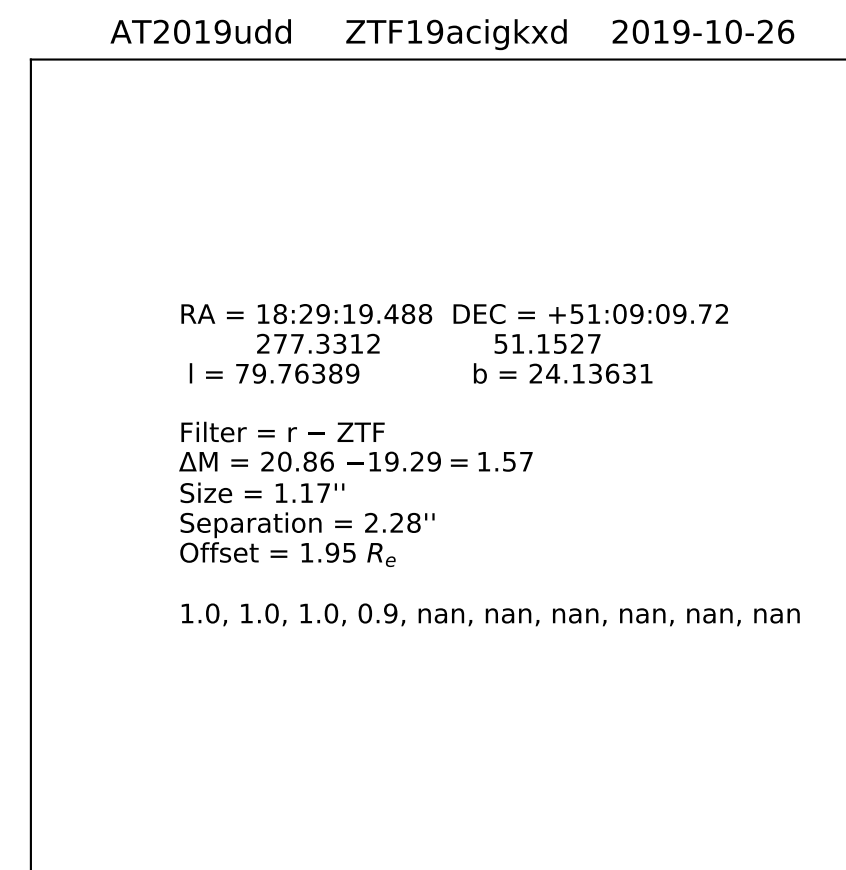 AT2019udd ZTF19acigkxd 2019-10-26
RA = 18:29:19.488 DEC = +51:09:09.72
277.3312 51.1527
l = 79.76389 b = 24.13631
Filter = r − ZTF
ΔM = 20.86 −19.29 = 1.57
Size = 1.17''
Separation = 2.28''
Offset = 1.95 Rₑ
1.0, 1.0, 1.0, 0.9, nan, nan, nan, nan, nan, nan